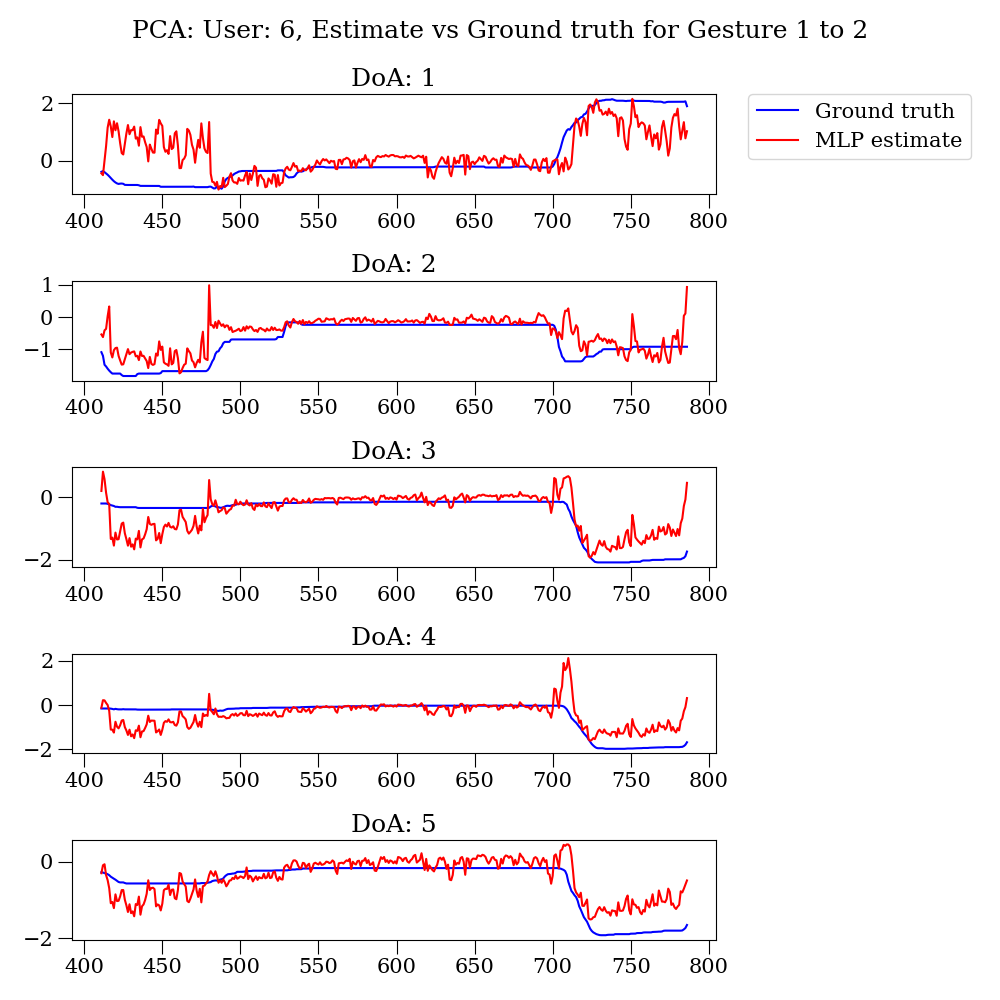 PCA: User: 6, Estimate vs Ground truth for Gesture 1 to 2
DoA: 1
Ground truth
MLP estimate
2
0
400 450 500 550 600 650 700 750 800
DoA: 2
1
0
−1
400 450 500 550 600 650 700 750 800
DoA: 3
0
−2
400 450 500 550 600 650 700 750 800
DoA: 4
2
0
−2
400 450 500 550 600 650 700 750 800
DoA: 5
0
−2
400 450 500 550 600 650 700 750 800